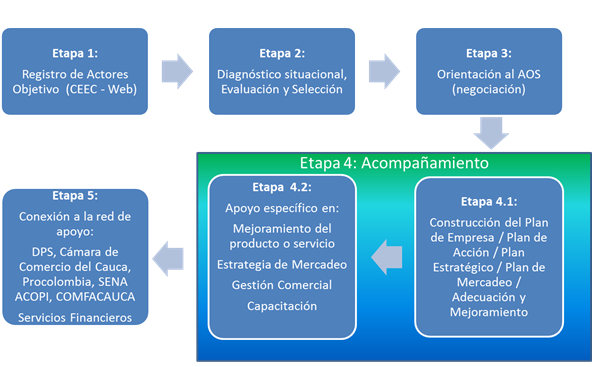 Etapa 1:
Registro de Actores
Objetivo (CEEC - Web)
Etapa 2:
Diagnóstico situacional,
Evaluación y Selección
Etapa 3:
Orientación al AOS
(negociación)
Etapa 4: Acompañamiento
Etapa 4.1:
Construcción del Plan
de Empresa / Plan de
Acción / Plan
Estratégico / Plan de
Mercadeo /
Adecuación y
Mejoramiento
Etapa 4.2:
Apoyo específico en:
Mejoramiento del
producto o servicio
Estrategia de Mercadeo
Gestión Comercial
Capacitación
Etapa 5:
Conexión a la red de
apoyo:
DPS, Cámara de
Comercio del Cauca,
Procolombia, SENA
ACOPI, COMFACAUCA
Servicios Financieros